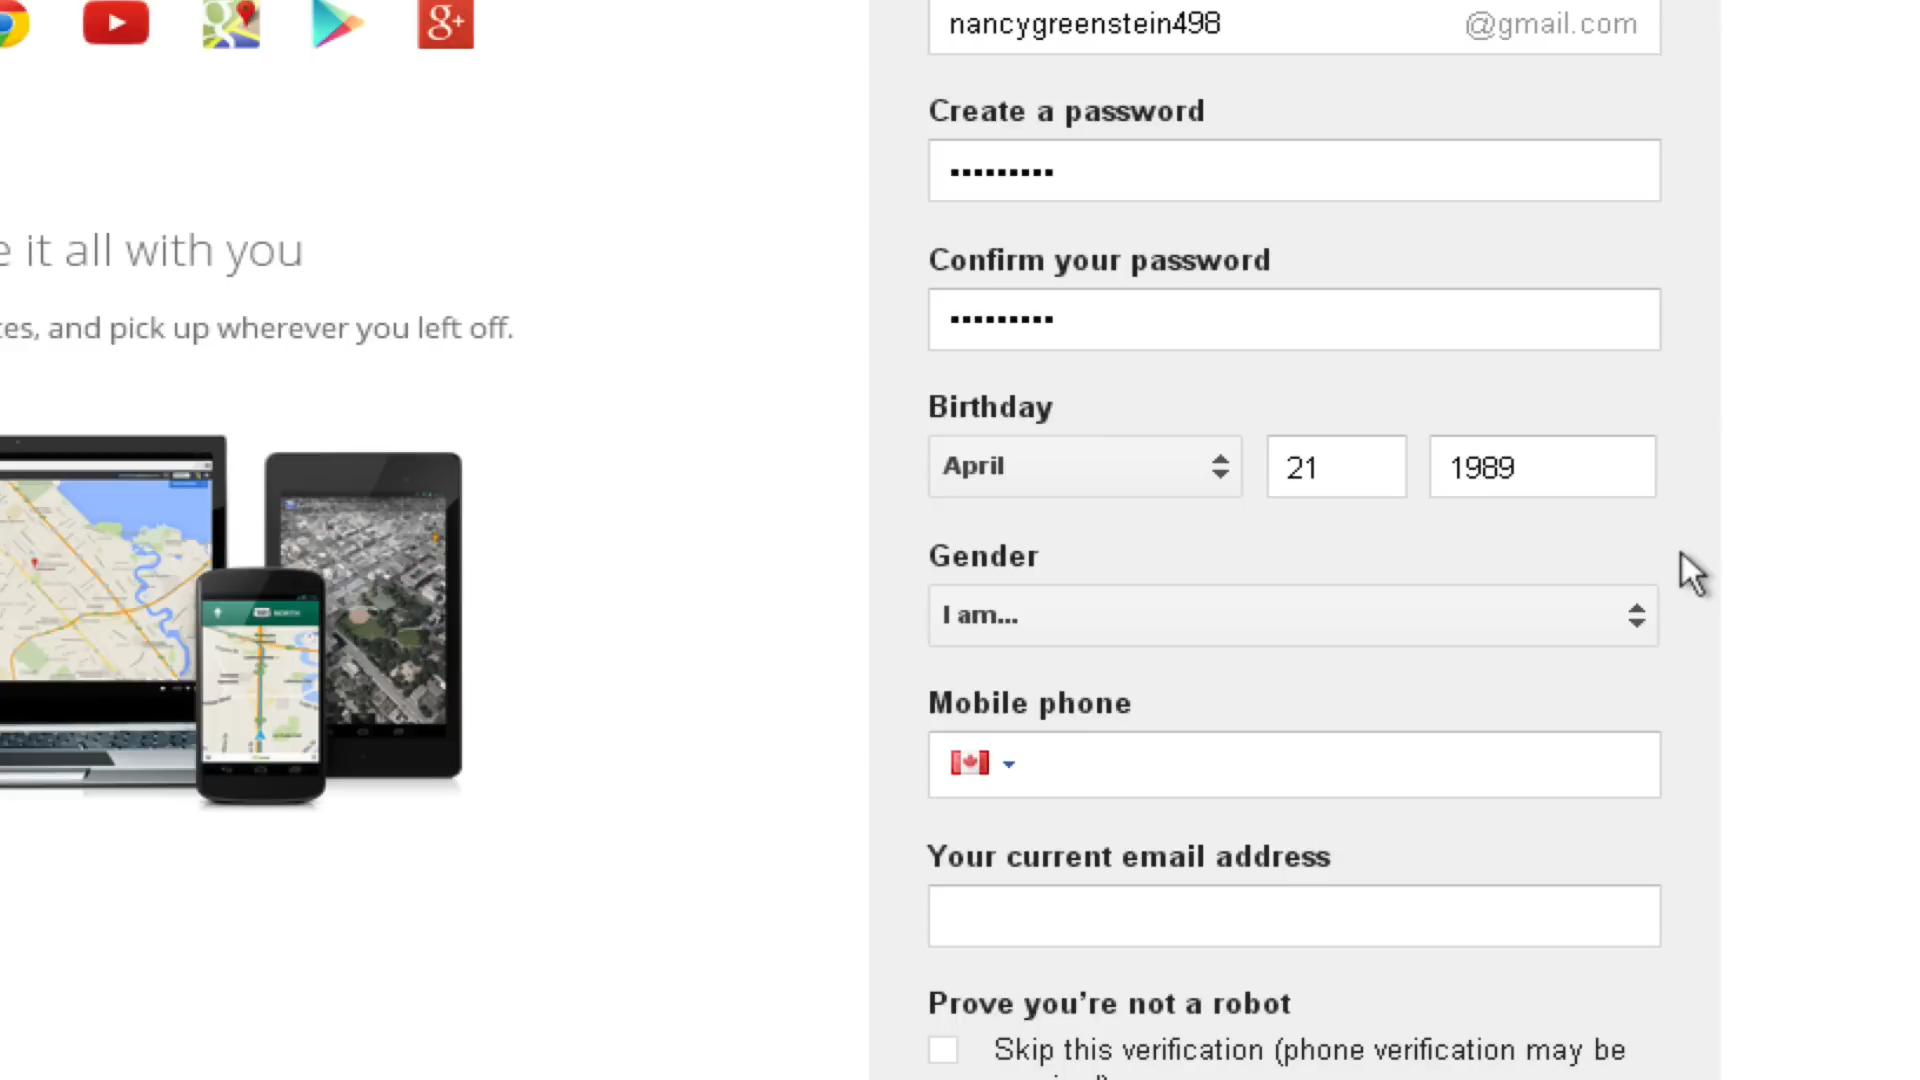 nancygreenstein498 @gmail.com
Create a password
•••••••••
Confirm your password
•••••••••
e it all with you
ces, and pick up wherever you left off.
Birthday
April 21 1989
Gender
I am...
Mobile phone
Your current email address
Prove you’re not a robot
Skip this verification (phone verification may be
g+
NORTH